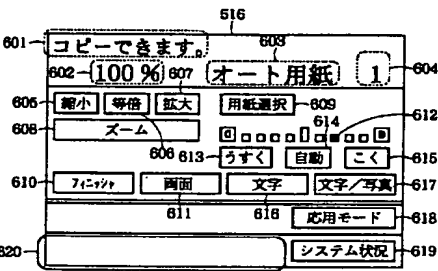 516
601 コピーできます。 603
602 100% 607 オート用紙 1 604
605 縮小 等倍 拡大 用紙選択 609
608 ズーム 606 614 612
613 うすく 自動 こく 615
610 フィニッシャ 両面 文字 文字/写真 617
611 616
応用モード 618
620 システム状況 619